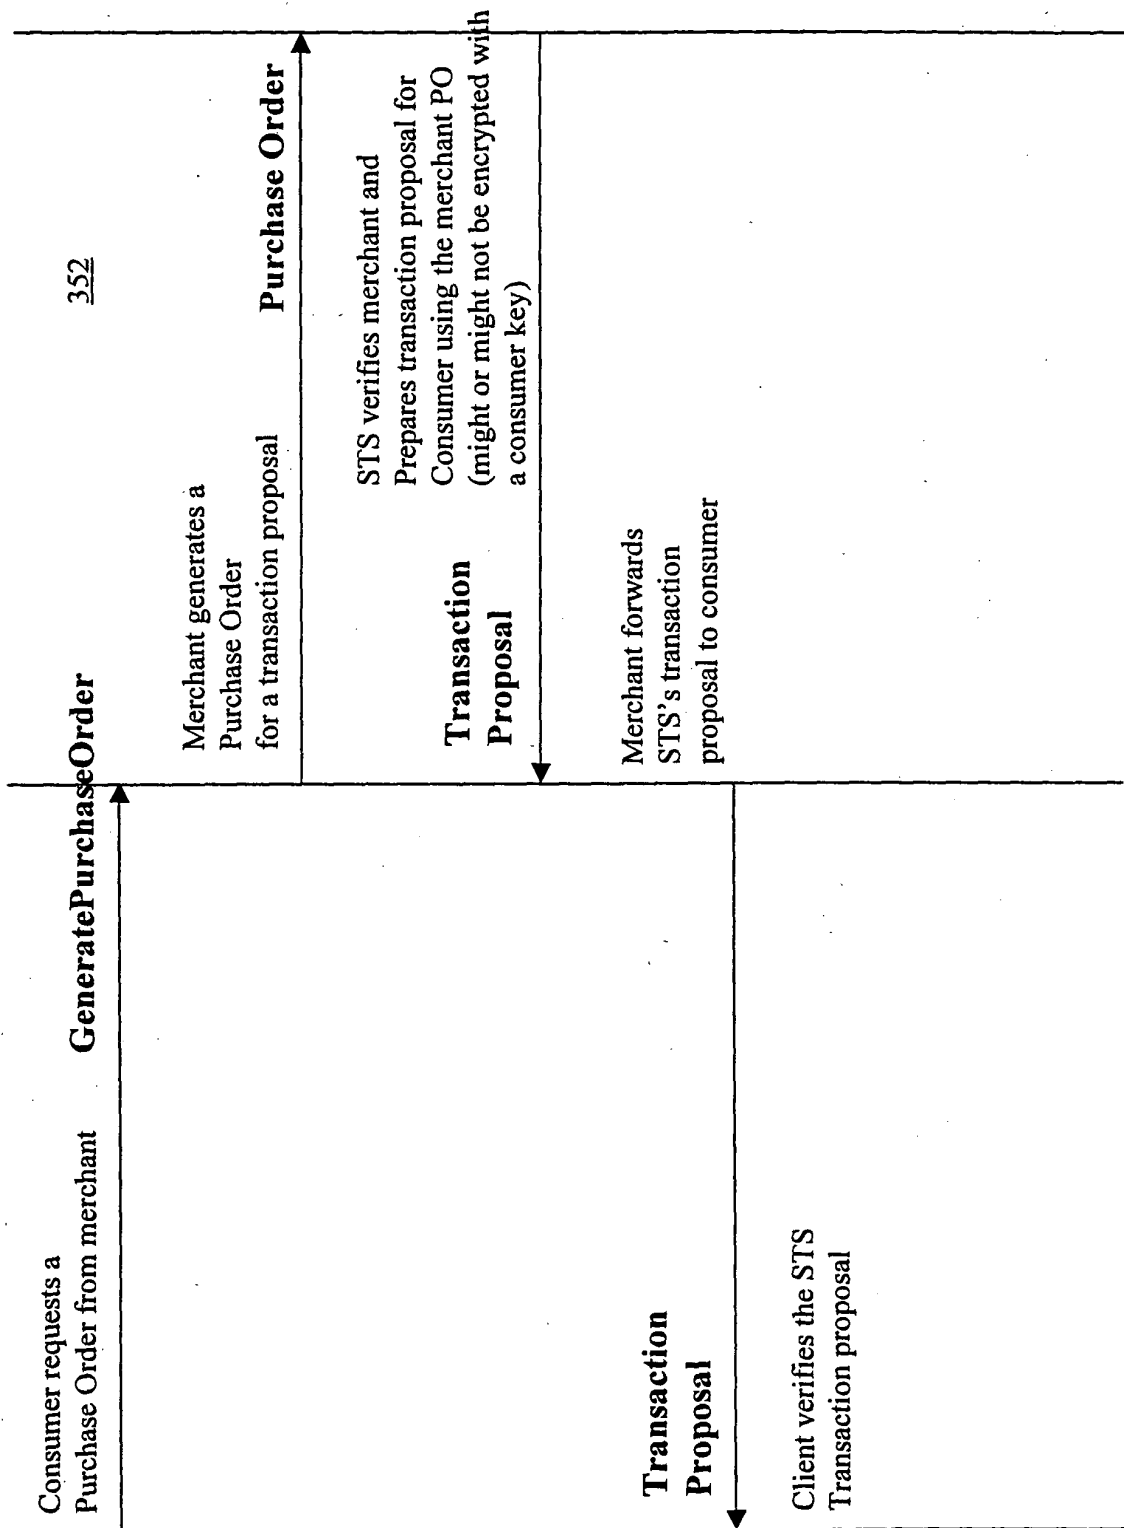 352
Consumer requests a
Purchase Order from merchant
GeneratePurchaseOrder
Merchant generates a
Purchase Order
for a transaction proposal
Purchase Order
STS verifies merchant and
Prepares transaction proposal for
Consumer using the merchant PO
(might or might not be encrypted with
a consumer key)
Transaction
Proposal
Merchant forwards
STS's transaction
proposal to consumer
Transaction
Proposal
Client verifies the STS
Transaction proposal